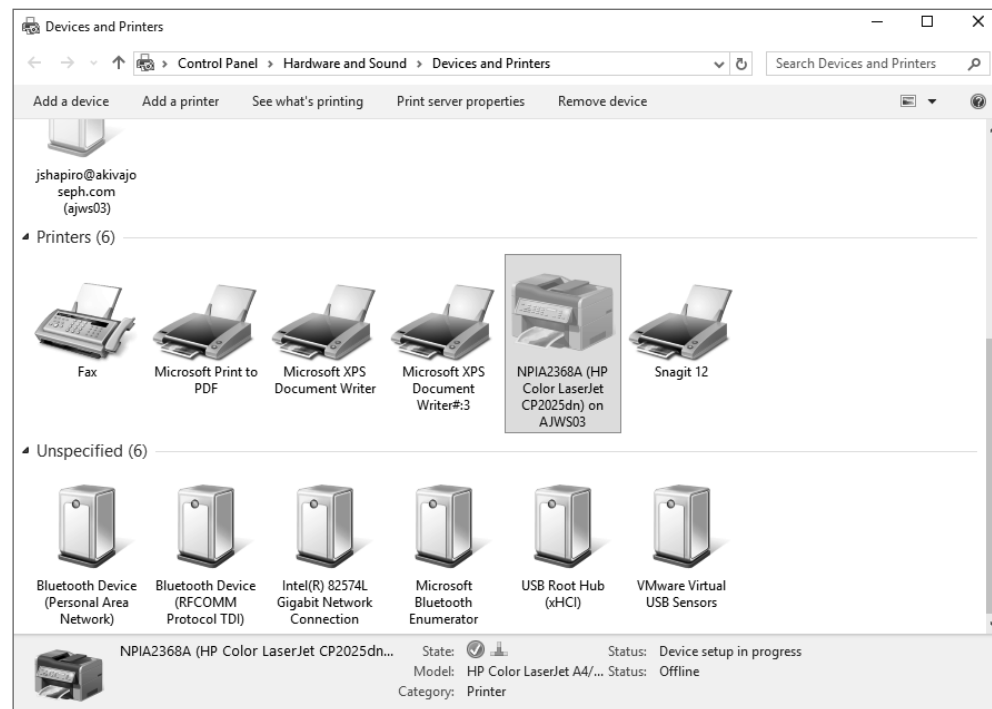 Devices and Printers
Control Panel > Hardware and Sound > Devices and Printers
Search Devices and Printers
Add a device Add a printer See what's printing Print server properties Remove device
jshapiro@akivajo
seph.com
(ajws03)
Printers (6)
Fax
Microsoft Print to
PDF
Microsoft XPS
Document Writer
Microsoft XPS
Document
Writer#:3
NPIA2368A (HP
Color LaserJet
CP2025dn) on
AJWS03
Snagit 12
Unspecified (6)
Bluetooth Device
(Personal Area
Network)
Bluetooth Device
(RFCOMM
Protocol TDI)
Intel(R) 82574L
Gigabit Network
Connection
Microsoft
Bluetooth
Enumerator
USB Root Hub
(xHCI)
VMware Virtual
USB Sensors
NPIA2368A (HP Color LaserJet CP2025dn... State: Status: Device setup in progress
Model: HP Color LaserJet A4/... Status: Offline
Category: Printer